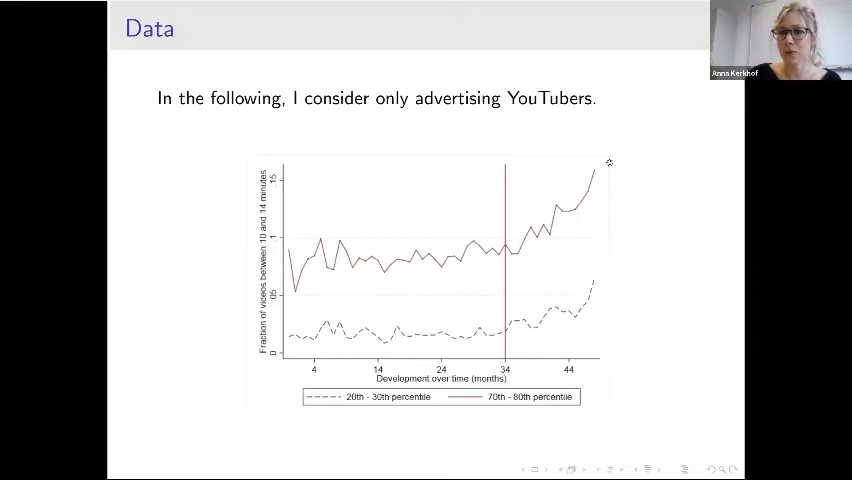 Data
Anna Kerkhof
In the following, I consider only advertising YouTubers.
Fraction of videos between 10 and 14 minutes
.15
.1
.05
0
4
14
24
34
44
Development over time (months)
20th - 30th percentile
70th - 80th percentile